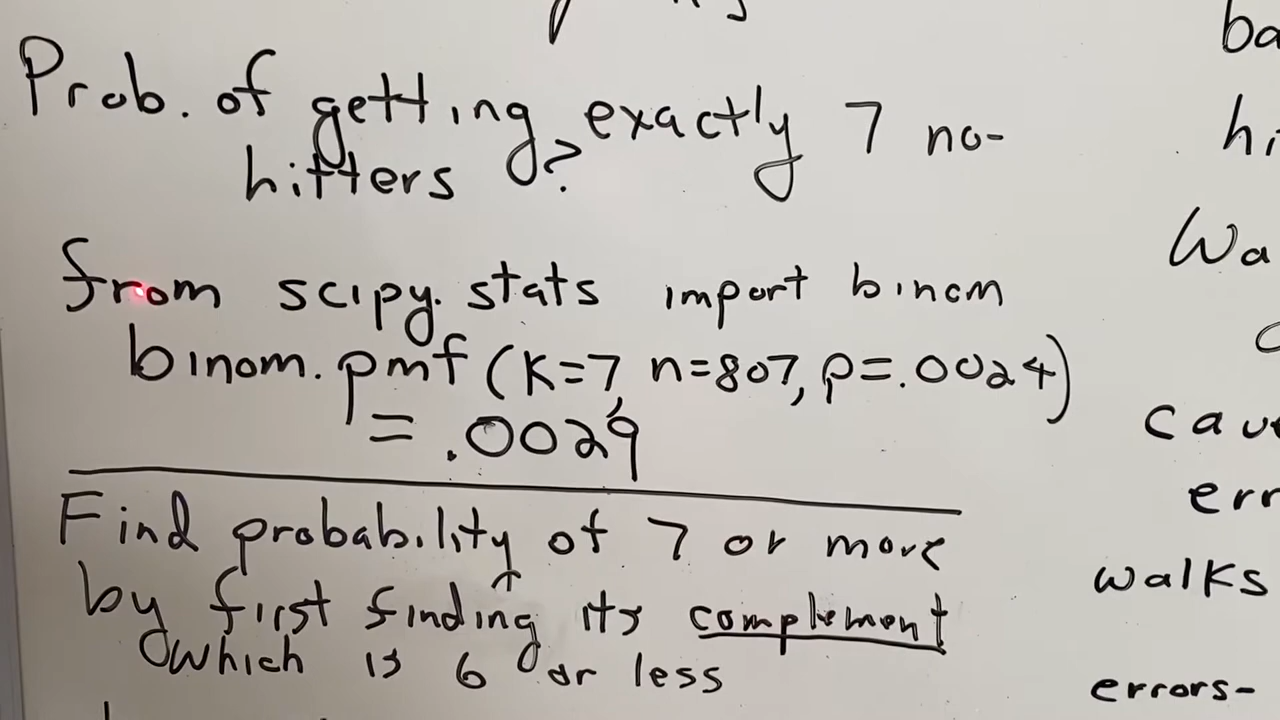 Prob. of getting exactly 7 no-
hitters ?
from scipy.stats import binom
binom.pmf (K=7, n=807, p=.0024)
= .0029
Find probability of 7 or more
by first finding its complement
which is 6 or less
ba
hi
Wa
cau
err
walks
errors-